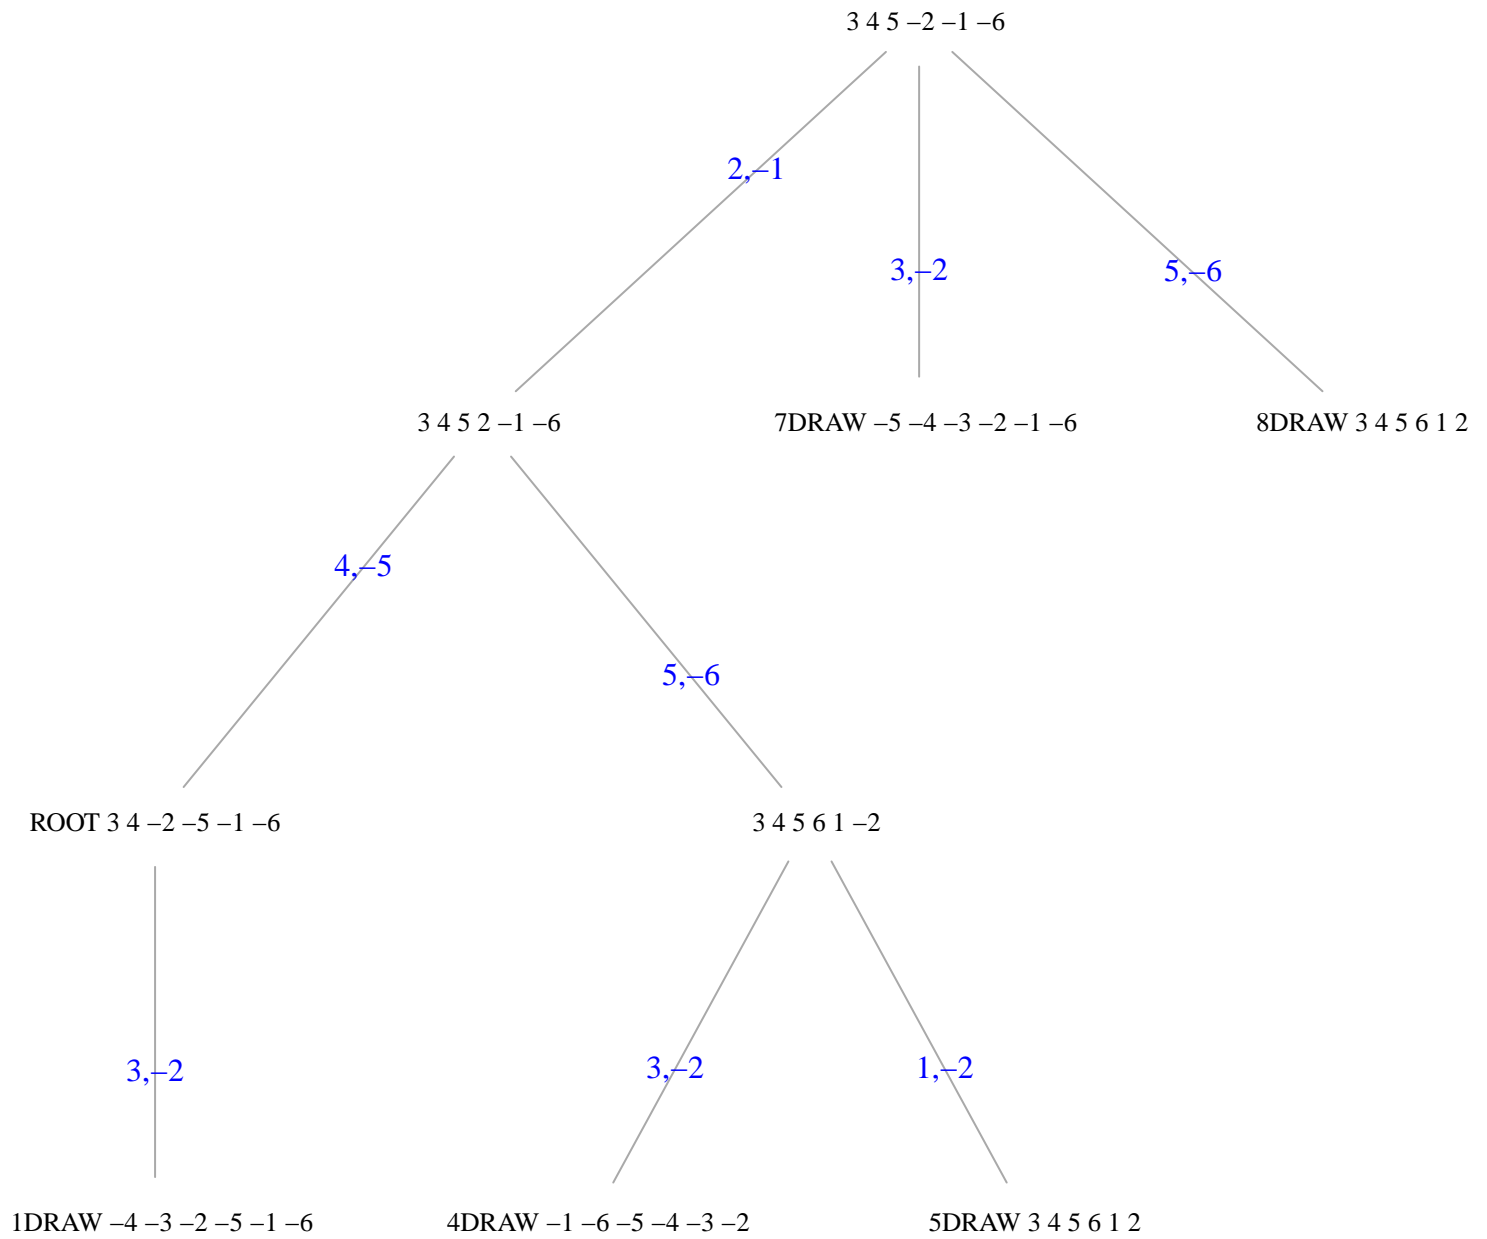 3 4 5 –2 –1 –6
2,–1
3,–2
5,–6
3 4 5 2 –1 –6
7DRAW –5 –4 –3 –2 –1 –6
8DRAW 3 4 5 6 1 2
4,–5
5,–6
ROOT 3 4 –2 –5 –1 –6
3 4 5 6 1 –2
3,–2
3,–2
1,–2
1DRAW –4 –3 –2 –5 –1 –6
4DRAW –1 –6 –5 –4 –3 –2
5DRAW 3 4 5 6 1 2